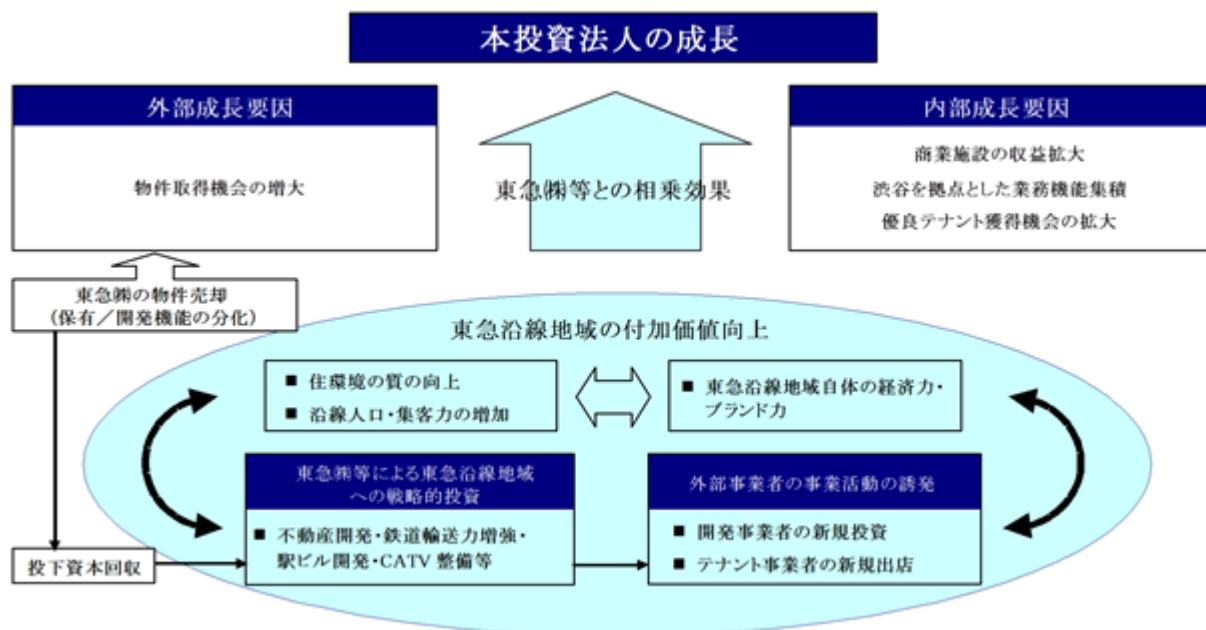 本投資法人の成長
外部成長要因
物件取得機会の増大
東急㈱等との相乗効果
内部成長要因
商業施設の収益拡大
渋谷を拠点とした業務機能集積
優良テナント獲得機会の拡大
東急㈱の物件売却
(保有／開発機能の分化)
東急沿線地域の付加価値向上
■ 住環境の質の向上
■ 沿線人口・集客力の増加
■ 東急沿線地域自体の経済力・
ブランド力
東急㈱等による東急沿線地域
への戦略的投資
■ 不動産開発・鉄道輸送力増強・
駅ビル開発・CATV 整備等
外部事業者の事業活動の誘発
■ 開発事業者の新規投資
■ テナント事業者の新規出店
投下資本回収